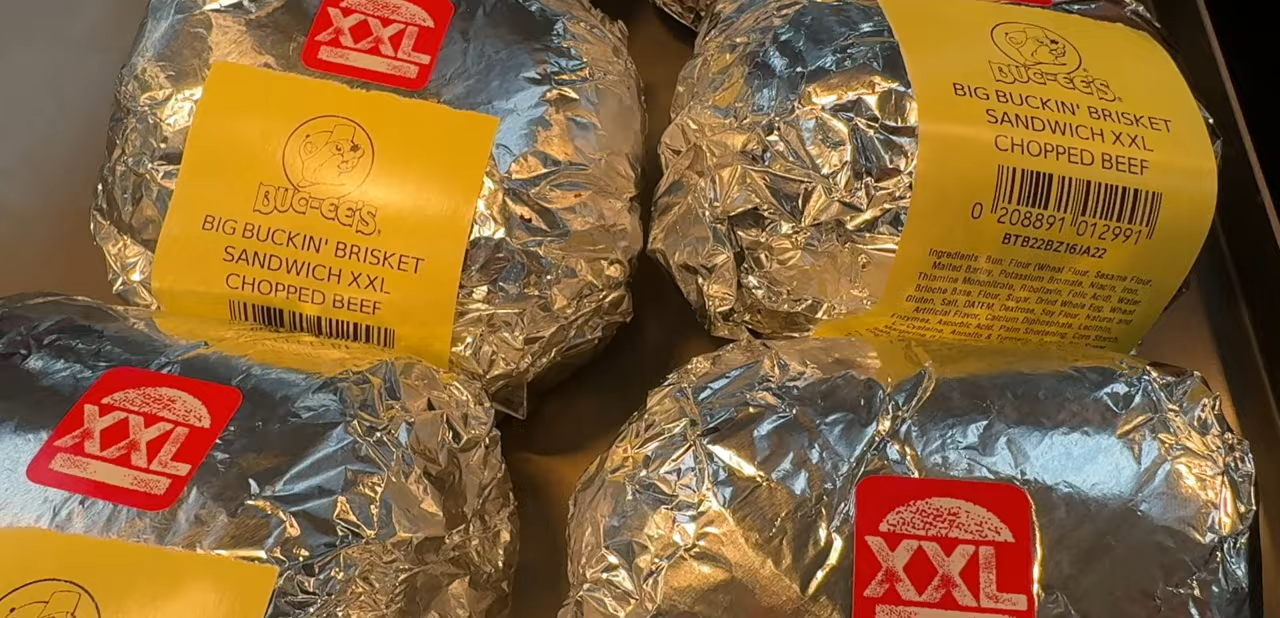 XXL
BUC-EE'S
BIG BUCKIN' BRISKET
SANDWICH XXL
CHOPPED BEEF
BUC-EE'S
BIG BUCKIN' BRISKET
SANDWICH XXL
CHOPPED BEEF
0 208891 012991
BTB22BZ16JA22
Ingredients: Bun: Flour (Wheat Flour, Sesame Flour,
Malted Barley, Potassium Bromate, Niacin, Iron,
Thiamine Mononitrate, Riboflavin, Folic Acid), Water
Brioche Base, Flour, Sugar, Dried Whole Egg, Wheat
Gluten, Salt, DATEM, Dextrose, Soy Flour, Natural and
Artificial Flavor, Calcium Diphosphate, Lecithin,
Enzymes, Ascorbic Acid, Palm Shortening, Corn Starch,
XXL
XXL